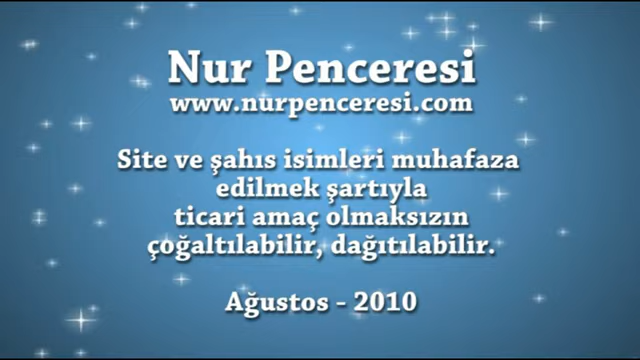 Nur Penceresi
www.nurpenceresi.com
Site ve şahıs isimleri muhafaza
edilmek şartıyla
ticari amaç olmaksızın
çoğaltılabilir, dağıtılabilir.
Ağustos - 2010